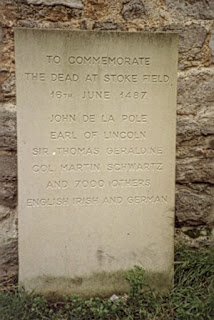 TO COMMEMORATE
THE DEAD AT STOKE FIELD
16TH JUNE 1487
JOHN DE LA POLE
EARL OF LINCOLN
SIR THOMAS GERALDINE
COL MARTIN SCHWARTZ
AND 7000 OTHERS
ENGLISH IRISH AND GERMAN